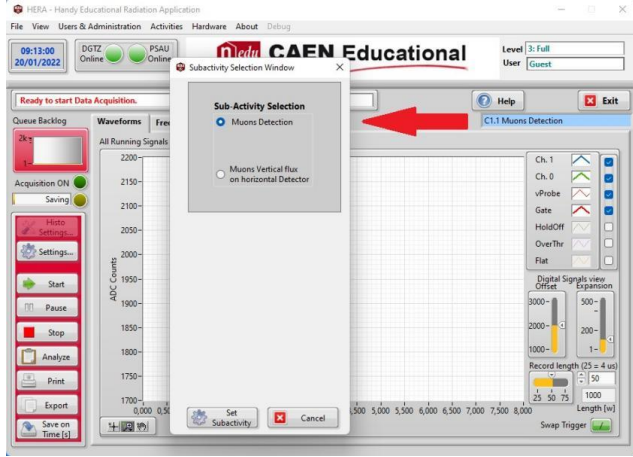 HERA - Handy Educational Radiation Application
File View Users & Administration Activities Hardware About Debug
09:13:00
20/01/2022
DGTZ
Online
PSAU
Online
nedu CAEN Educational
Level 3: Full
User Guest
Subactivity Selection Window
Ready to start Data Acquisition.
Help
Exit
Queue Backlog
Waveforms
C1.1 Muons Detection
Sub-Activity Selection
Muons Detection
Muons Vertical flux
on horizontal Detector
All Running Signals
2k-
1-
Acquisition ON
Saving
Histo
Settings...
Settings...
Start
Pause
Stop
Analyze
Print
Export
Save on
Time [s]
ADC Counts
2200-
2150-
2100-
2050-
2000-
1950-
1900-
1850-
1800-
1750-
1700-
0,000
5,000 5,500 6,000 6,500 7,000 7,500 8,000
Ch. 1
Ch. 0
vProbe
Gate
HoldOff
OverThr
Flat
Digital Signals view
Offset Expansion
3000-
2000-
1000-
500-
200-
1-
Record length (25 = 4 us)
25 50 75
50
1000
Length [w]
Swap Trigger
Set
Subactivity
Cancel